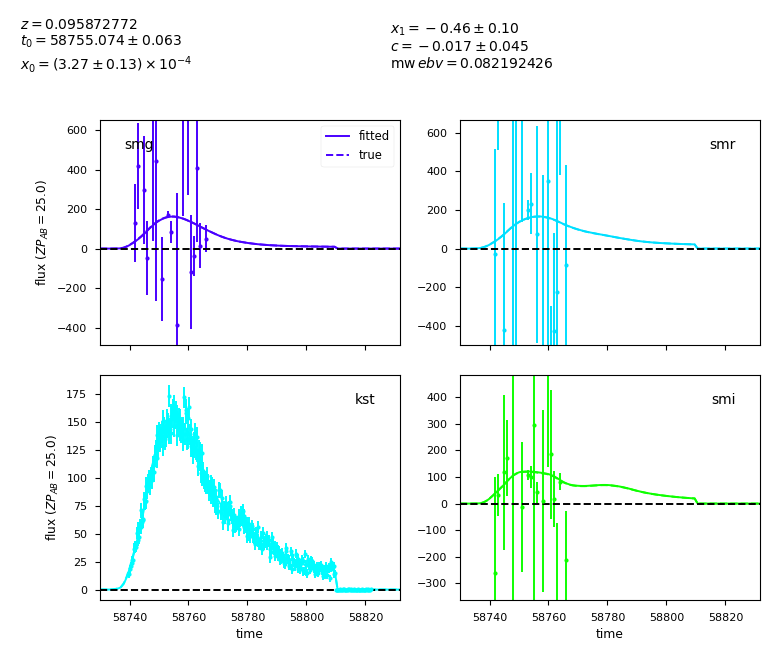 z = 0.095872772
t₀ = 58755.074 ± 0.063
x₀ = (3.27 ± 0.13) × 10⁻⁴
x₁ = −0.46 ± 0.10
c = −0.017 ± 0.045
mw ebv = 0.082192426
smg
fitted
true
600
400
200
0
−200
−400
flux (ZP_AB = 25.0)
smr
600
400
200
0
−200
−400
kst
175
150
125
100
75
50
25
0
flux (ZP_AB = 25.0)
58740 58760 58780 58800 58820
time
smi
400
300
200
100
0
−100
−200
−300
58740 58760 58780 58800 58820
time